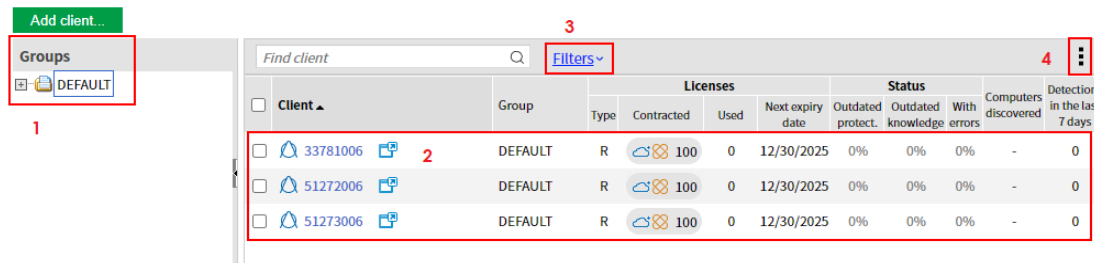 Add client...
3
Groups
Find client
Filters
4
DEFAULT
Licenses
Status
Client
Group
Type
Contracted
Used
Next expiry
date
Outdated
protect.
Outdated
knowledge
With
errors
Computers
discovered
Detection
in the las
7 days
1
33781006 2 DEFAULT R 100 0 12/30/2025 0% 0% 0% - 0
51272006 DEFAULT R 100 0 12/30/2025 0% 0% 0% - 0
51273006 DEFAULT R 100 0 12/30/2025 0% 0% 0% - 0